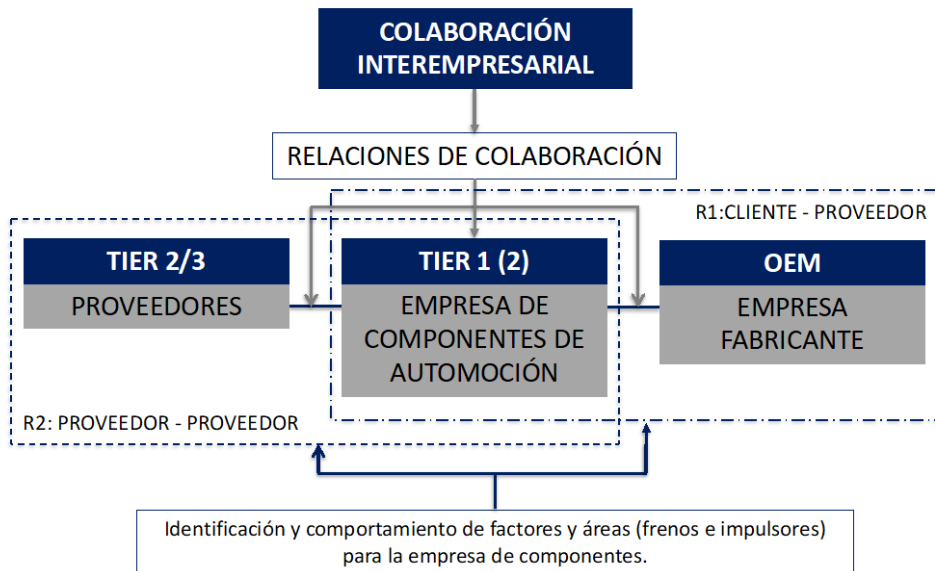 COLABORACIÓN
INTEREMPRESARIAL
RELACIONES DE COLABORACIÓN
R1:CLIENTE - PROVEEDOR
TIER 2/3
PROVEEDORES
TIER 1 (2)
EMPRESA DE
COMPONENTES DE
AUTOMOCIÓN
OEM
EMPRESA
FABRICANTE
R2: PROVEEDOR - PROVEEDOR
Identificación y comportamiento de factores y áreas (frenos e impulsores)
para la empresa de componentes.